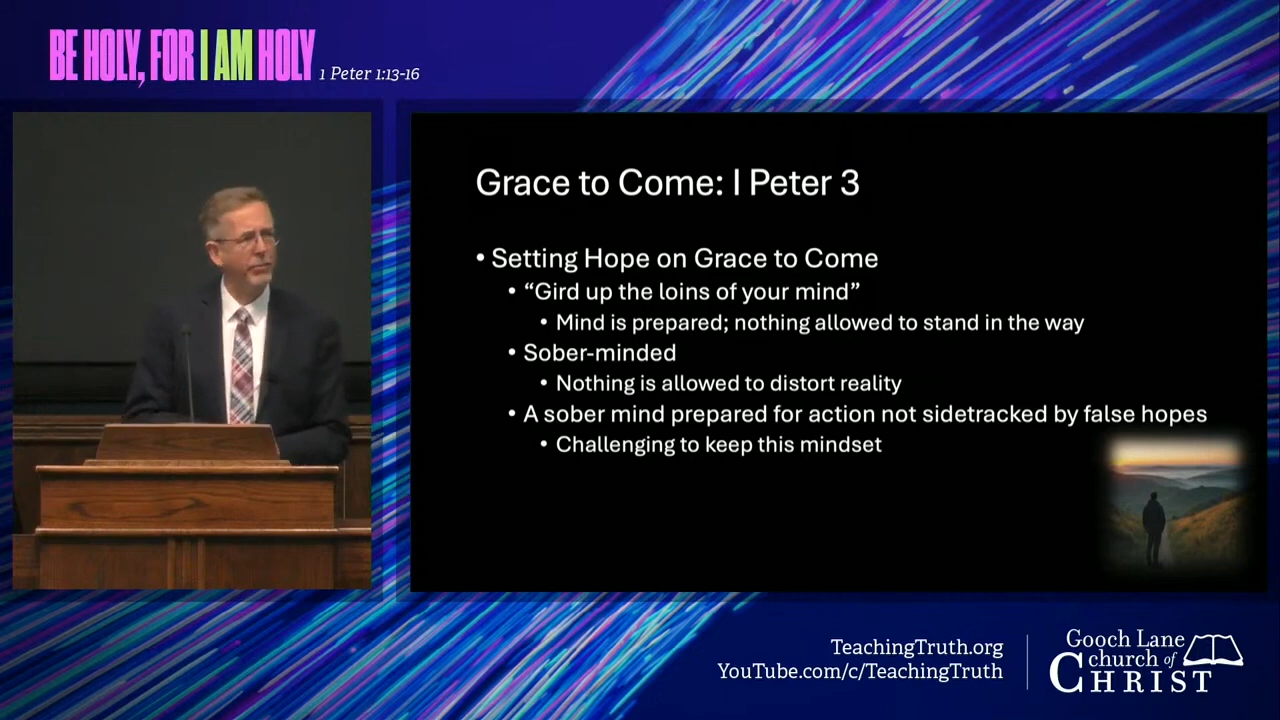 BE HOLY, FOR I AM HOLY 1 Peter 1:13-16
Grace to Come: I Peter 3
• Setting Hope on Grace to Come
• “Gird up the loins of your mind”
• Mind is prepared; nothing allowed to stand in the way
• Sober-minded
• Nothing is allowed to distort reality
• A sober mind prepared for action not sidetracked by false hopes
• Challenging to keep this mindset
TeachingTruth.org
YouTube.com/c/TeachingTruth
Gooch Lane
church of
CHRIST